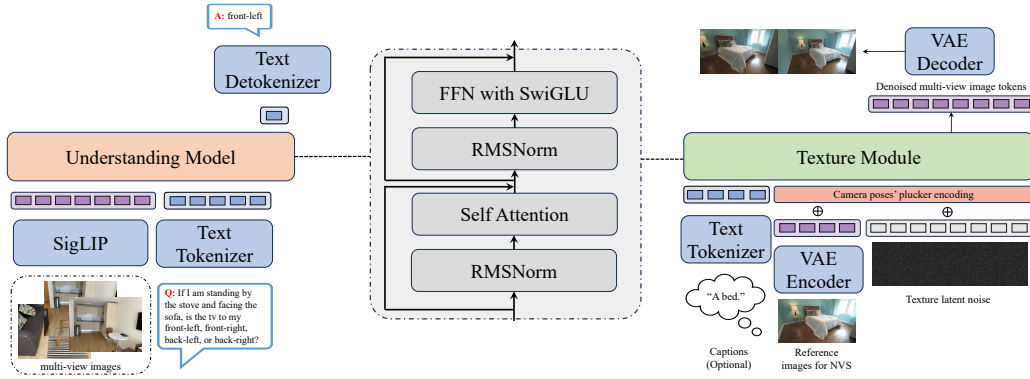 A: front-left
Text
Detokenizer
Understanding Model
SigLIP
Text
Tokenizer
multi-view images
Q: If I am standing by
the stove and facing the
sofa, is the tv to my
front-left, front-right,
back-left, or back-right?
FFN with SwiGLU
RMSNorm
Self Attention
RMSNorm
VAE
Decoder
Denoised multi-view image tokens
Texture Module
Camera poses' plucker encoding
Text
Tokenizer
VAE
Encoder
Texture latent noise
“A bed.”
Captions
(Optional)
Reference
images for NVS